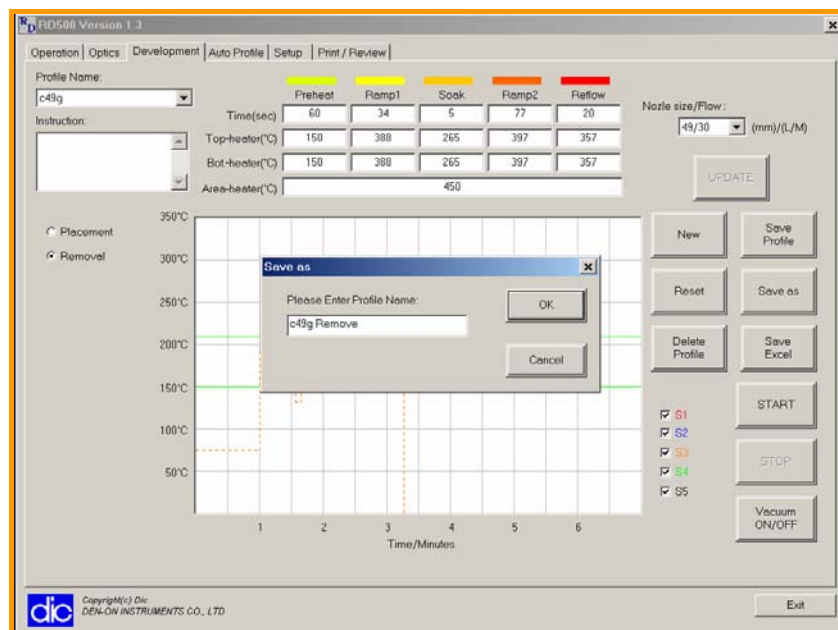 RD RD500 Version 1.3
Operation Optics Development Auto Profile Setup Print / Review
Profile Name:
c49g
Instruction:
Preheat Ramp1 Soak Ramp2 Reflow
Time(sec) 60 34 5 77 20
Top-heater(°C) 150 388 265 397 357
Bot-heater(°C) 150 388 265 397 357
Area-heater(°C) 450
Nozle size/Flow:
49/30 (mm)/(L/M)
UPDATE
Placement
Removal
350°C
300°C
250°C
200°C
150°C
100°C
50°C
1 2 3 4 5 6
Time/Minutes
Save as
Please Enter Profile Name:
c49g Remove
OK
Cancel
New
Save Profile
Reset
Save as
Delete Profile
Save Excel
START
S1
S2
S3
S4
S5
STOP
Vacuum ON/OFF
dic
Copyright(c) Dic
DEN-ON INSTRUMENTS CO., LTD
Exit